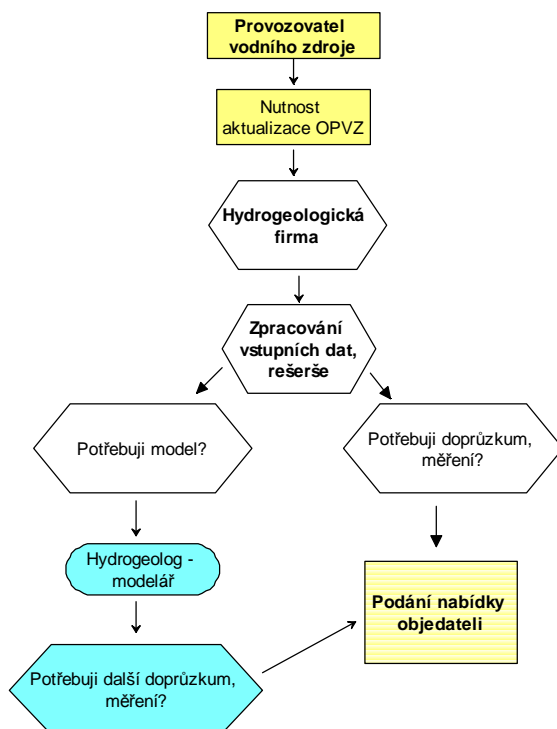 Provozovatel
vodního zdroje
Nutnost
aktualizace OPVZ
Hydrogeologická
firma
Zpracování
vstupních dat,
rešerše
Potřebuji model?
Potřebuji doprůzkum,
měření?
Hydrogeolog -
modelář
Podání nabídky
objedateli
Potřebuji další doprůzkum,
měření?